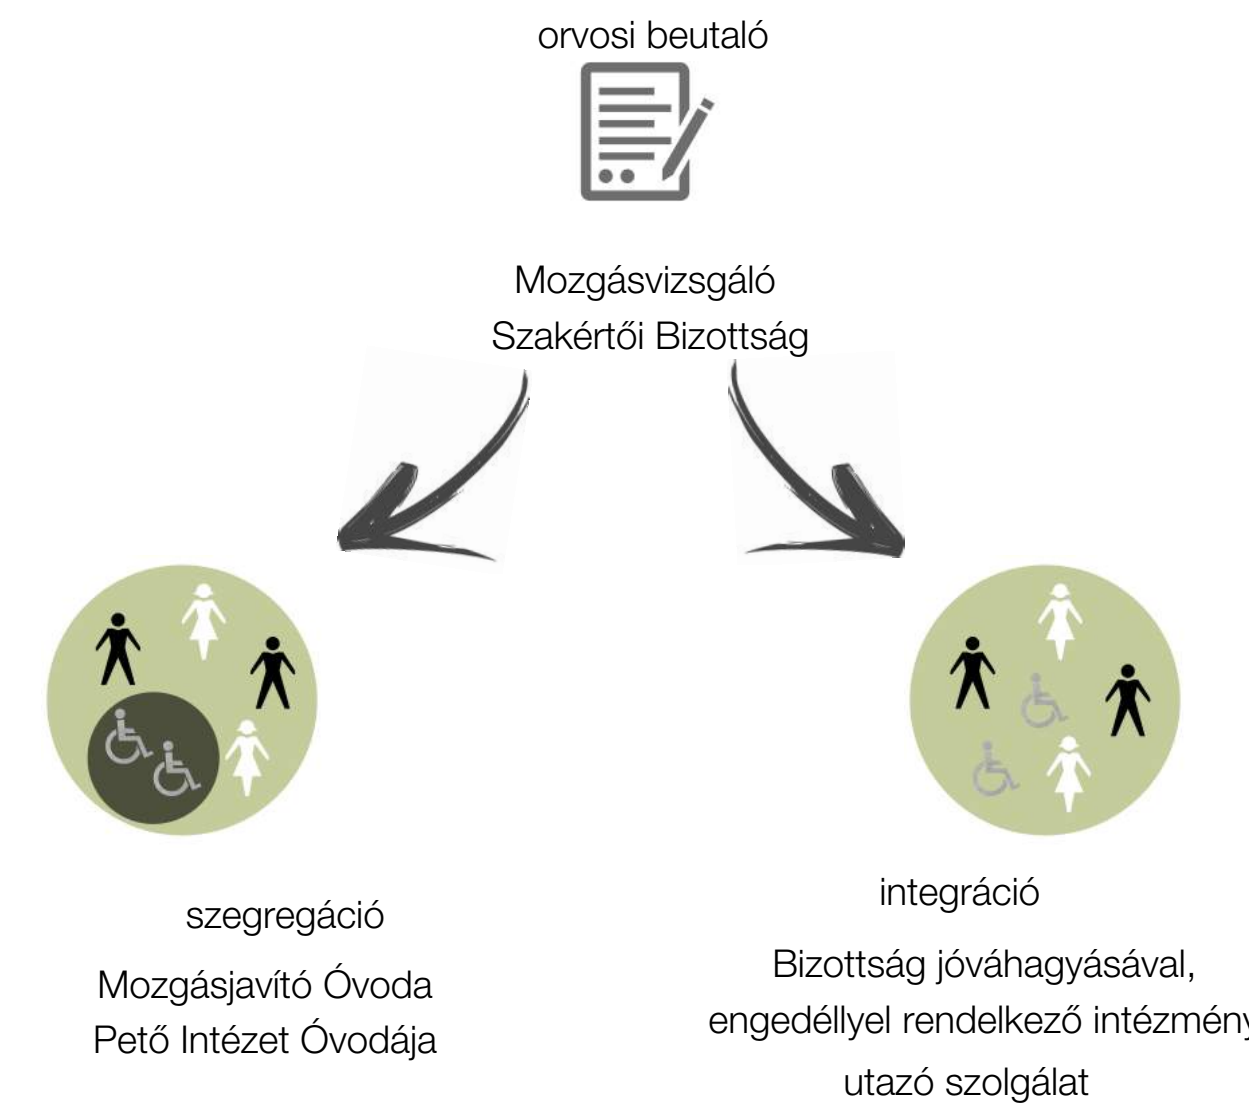 orvosi beutaló
Mozgásvizsgáló
Szakértői Bizottság
szegregáció
Mozgásjavító Óvoda
Pető Intézet Óvodája
integráció
Bizottság jóváhagyásával,
engedéllyel rendelkező intézmény
utazó szolgálat